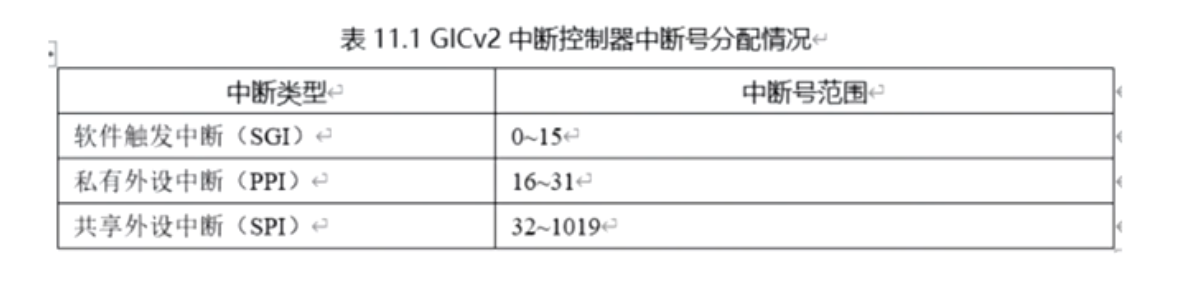 表 11.1 GICv2 中断控制器中断号分配情况
中断类型 中断号范围
软件触发中断（SGI） 0~15
私有外设中断（PPI） 16~31
共享外设中断（SPI） 32~1019